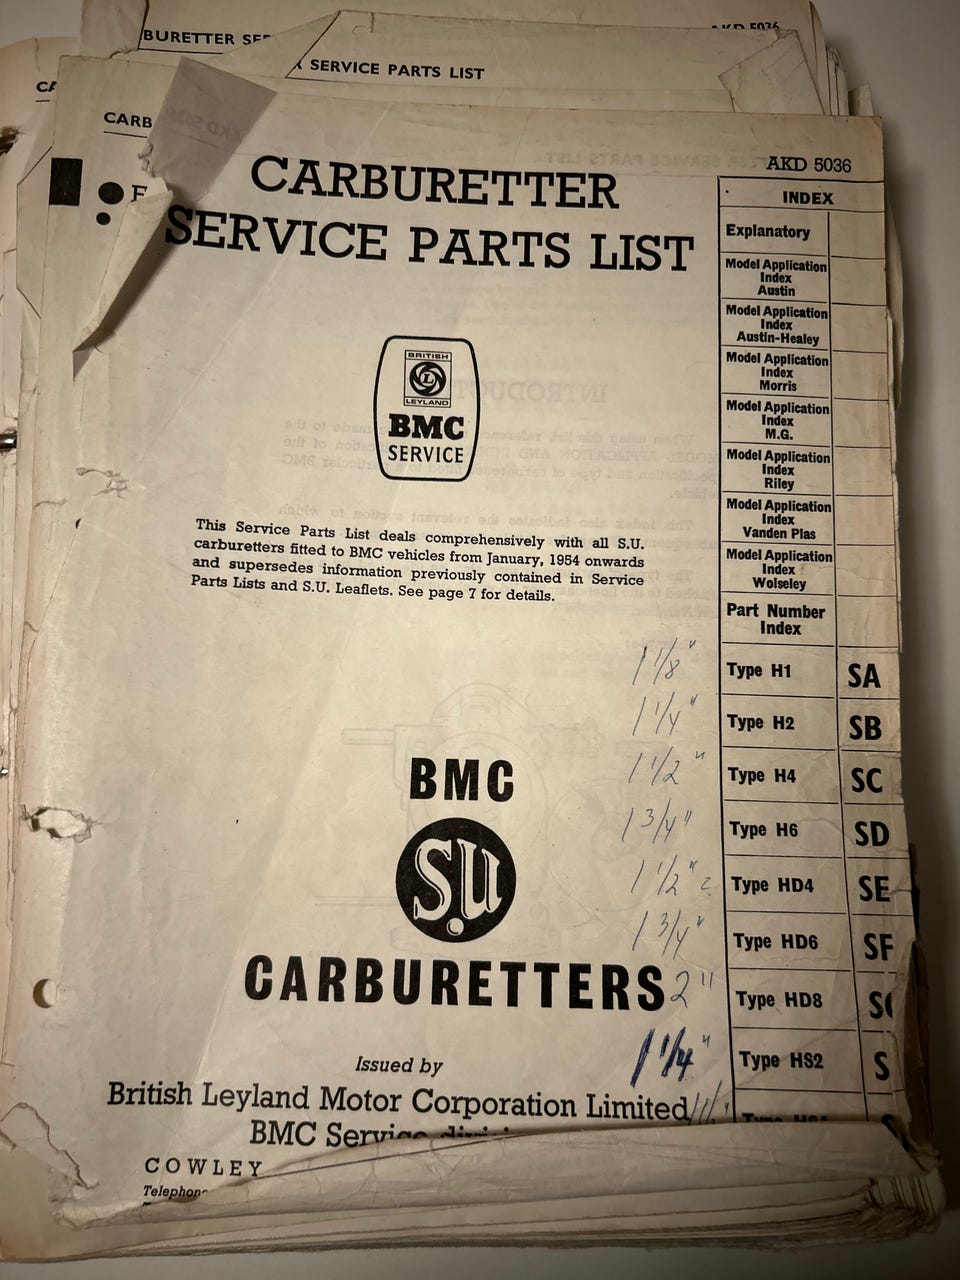 BURETTER
AKD 5036
SERVICE PARTS LIST
CARB
AKD 5036
CARBURETTER
SERVICE PARTS LIST
BRITISH
L
LEYLAND
BMC
SERVICE
This Service Parts List deals comprehensively with all S.U.
carburetters fitted to BMC vehicles from January, 1954 onwards
and supersedes information previously contained in Service
Parts Lists and S.U. Leaflets. See page 7 for details.
BMC
S.U
CARBURETTERS
Issued by
British Leyland Motor Corporation Limited
BMC Service
COWLEY
Telephone
INDEX
Explanatory
Model Application
Index
Austin
Model Application
Index
Austin-Healey
Model Application
Index
Morris
Model Application
Index
M.G.
Model Application
Index
Riley
Model Application
Index
Vanden Plas
Model Application
Index
Wolseley
Part Number
Index
1 1/8" Type H1 SA
1 1/4" Type H2 SB
1 1/2" Type H4 SC
1 3/4" Type H6 SD
1 1/2" ? Type HD4 SE
1 3/4" Type HD6 SF
2" Type HD8
1 1/4" Type HS2 S